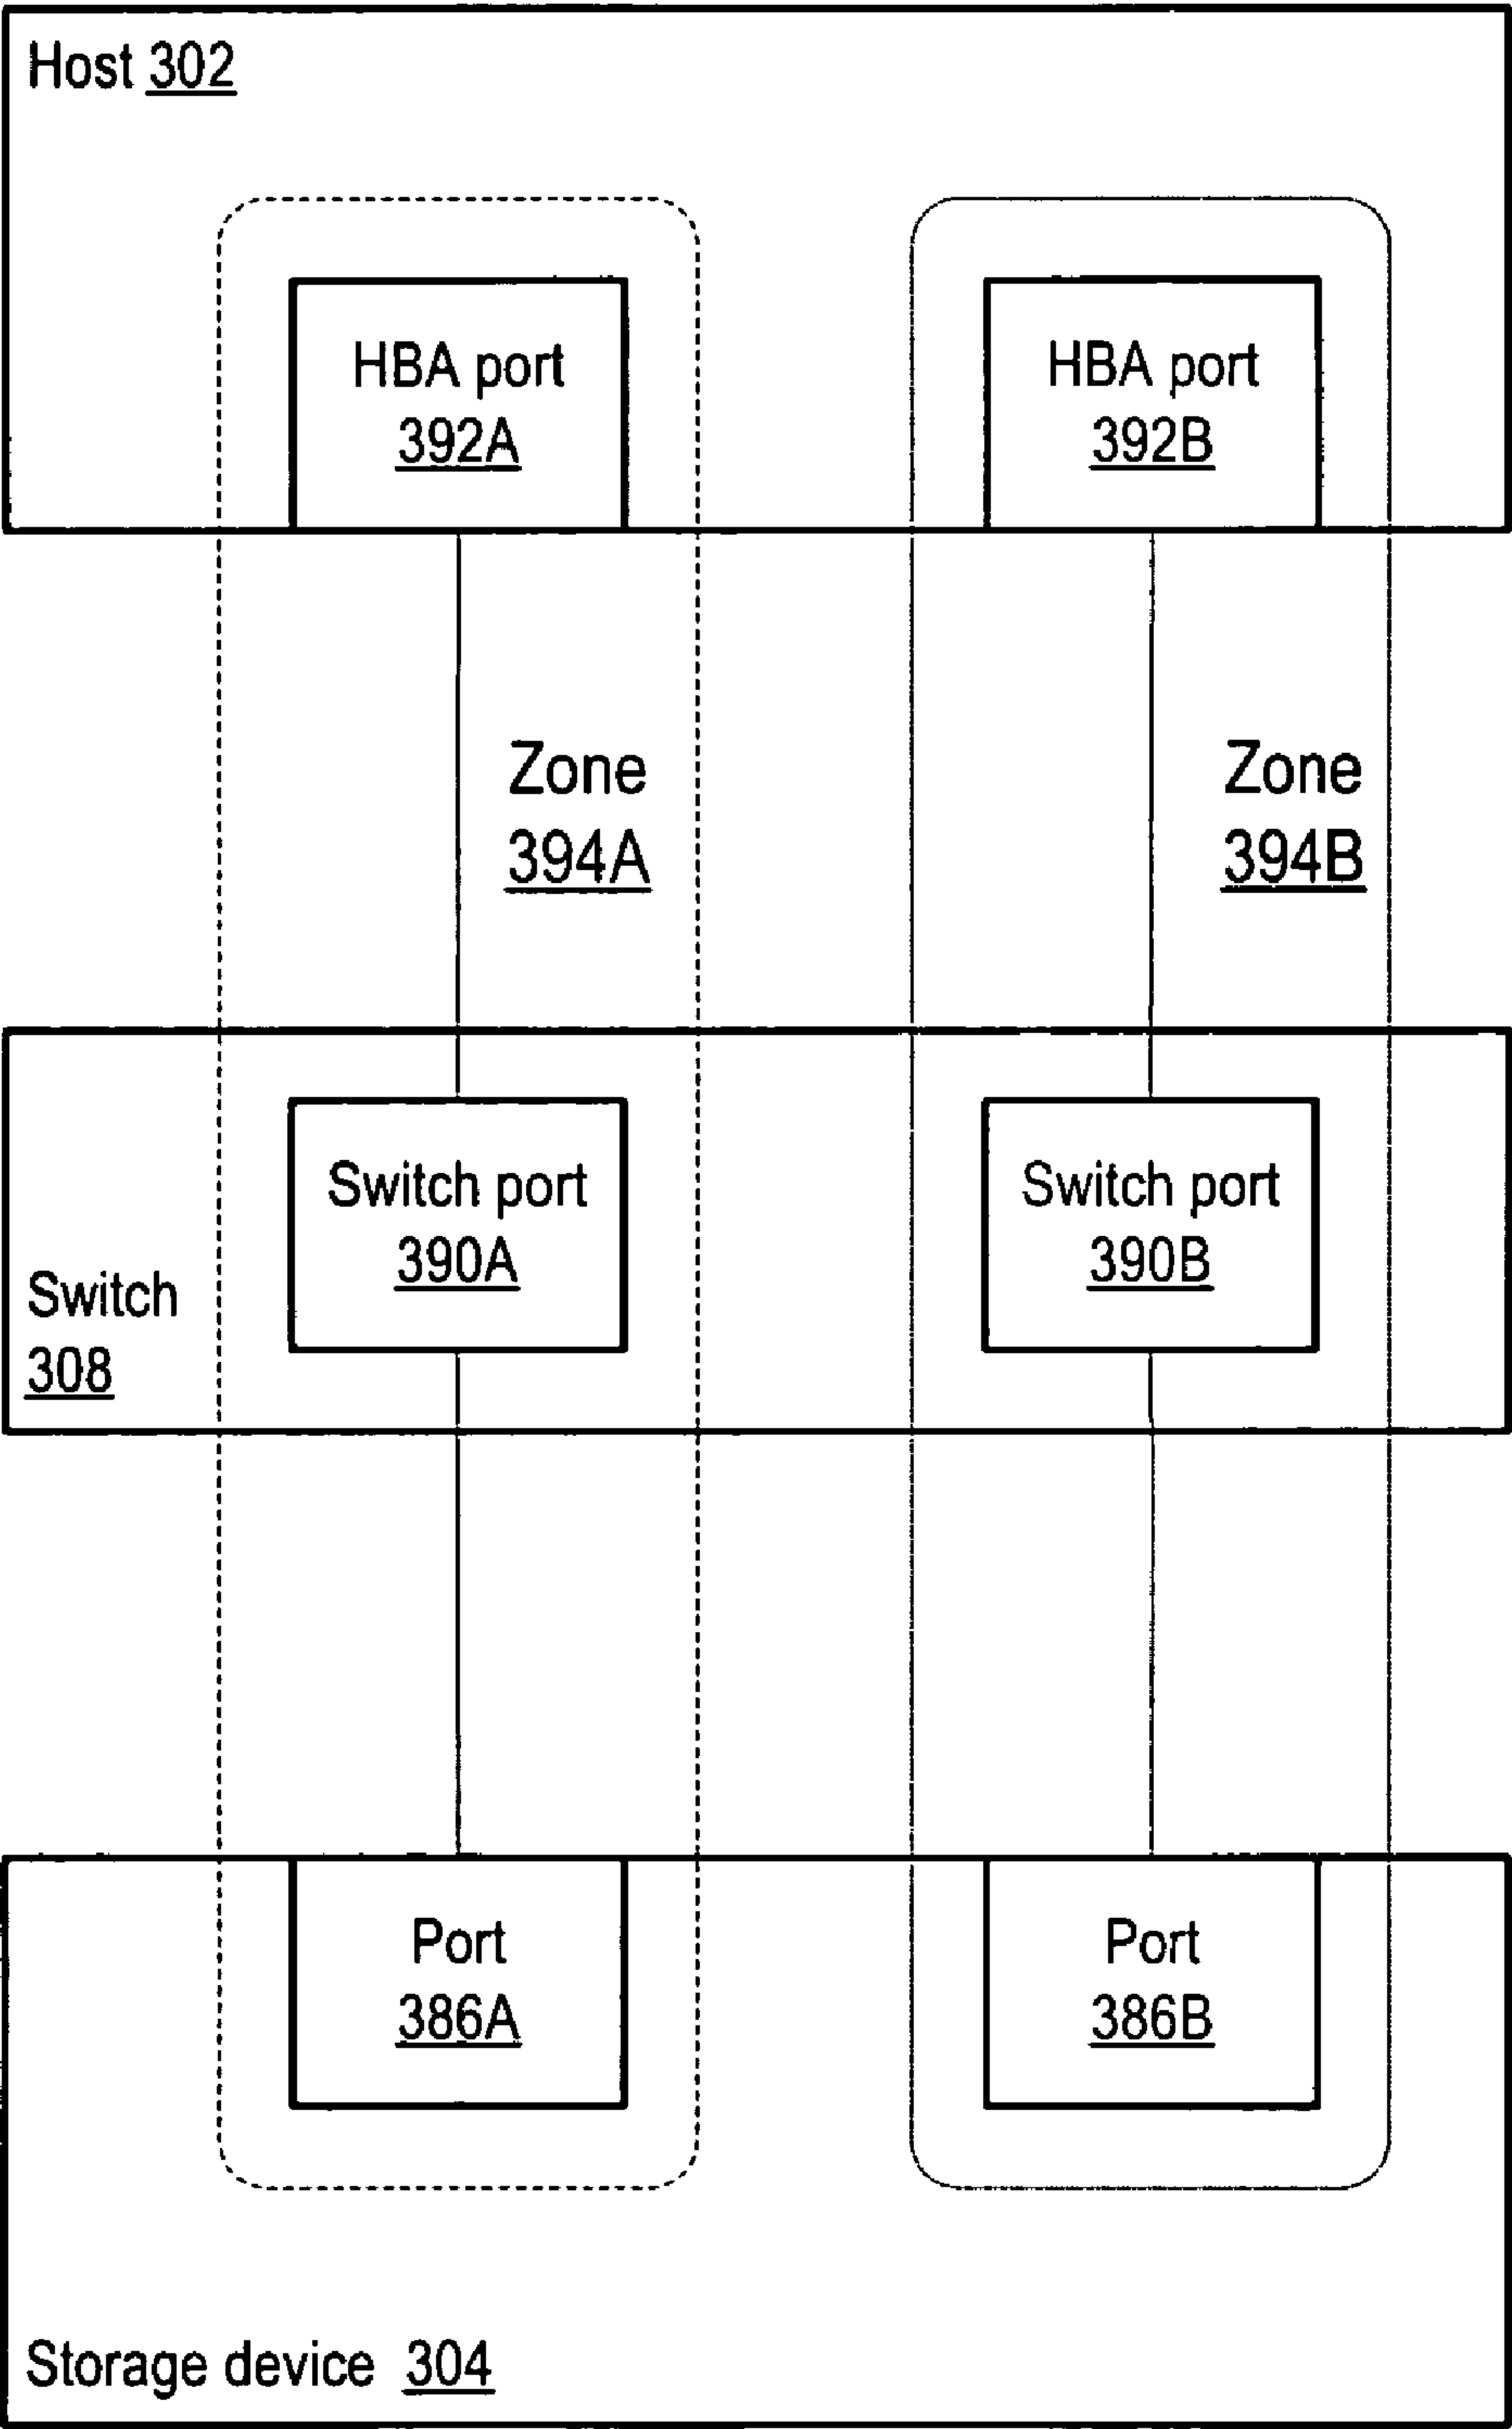 Host 302
HBA port
392A
HBA port
392B
Zone
394A
Zone
394B
Switch port
390A
Switch port
390B
Switch
308
Port
386A
Port
386B
Storage device 304